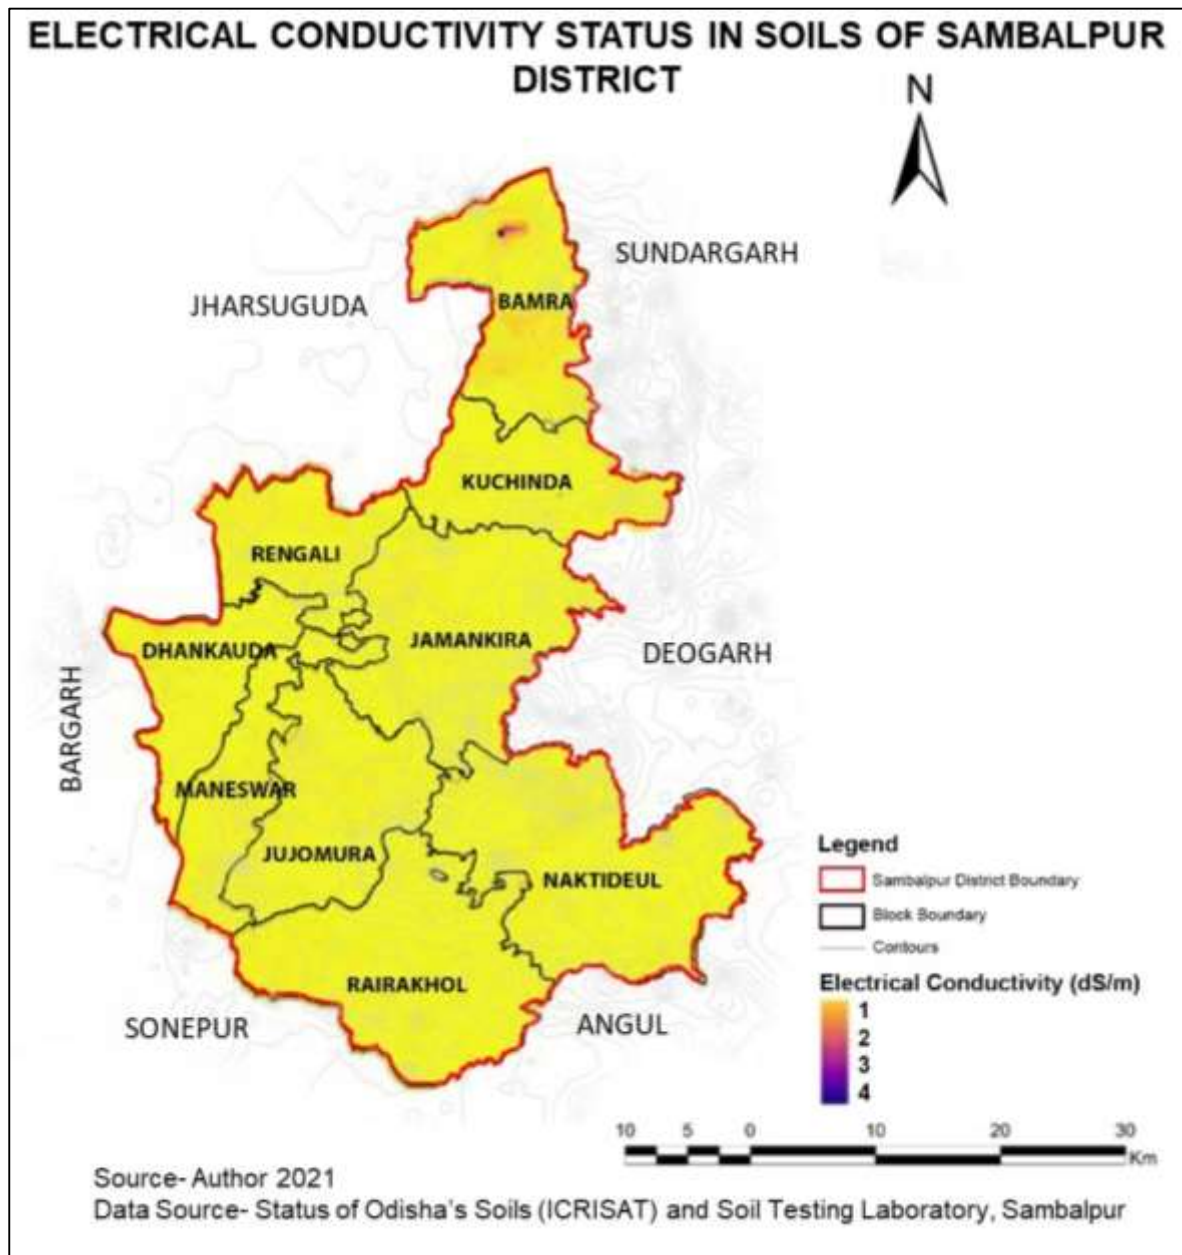 ELECTRICAL CONDUCTIVITY STATUS IN SOILS OF SAMBALPUR
DISTRICT
N
SUNDARGARH
JHARSUGUDA
BAMRA
KUCHINDA
RENGALI
DHANKAUDA
JAMANKIRA
DEOGARH
BARGARH
MANESWAR
JUJOMURA
NAKTIDEUL
RAIRAKHOL
SONEPUR
ANGUL
Legend
Sambalpur District Boundary
Block Boundary
Contours
Electrical Conductivity (dS/m)
1
2
3
4
10 5 0 10 20 30
Km
Source- Author 2021
Data Source- Status of Odisha's Soils (ICRISAT) and Soil Testing Laboratory, Sambalpur